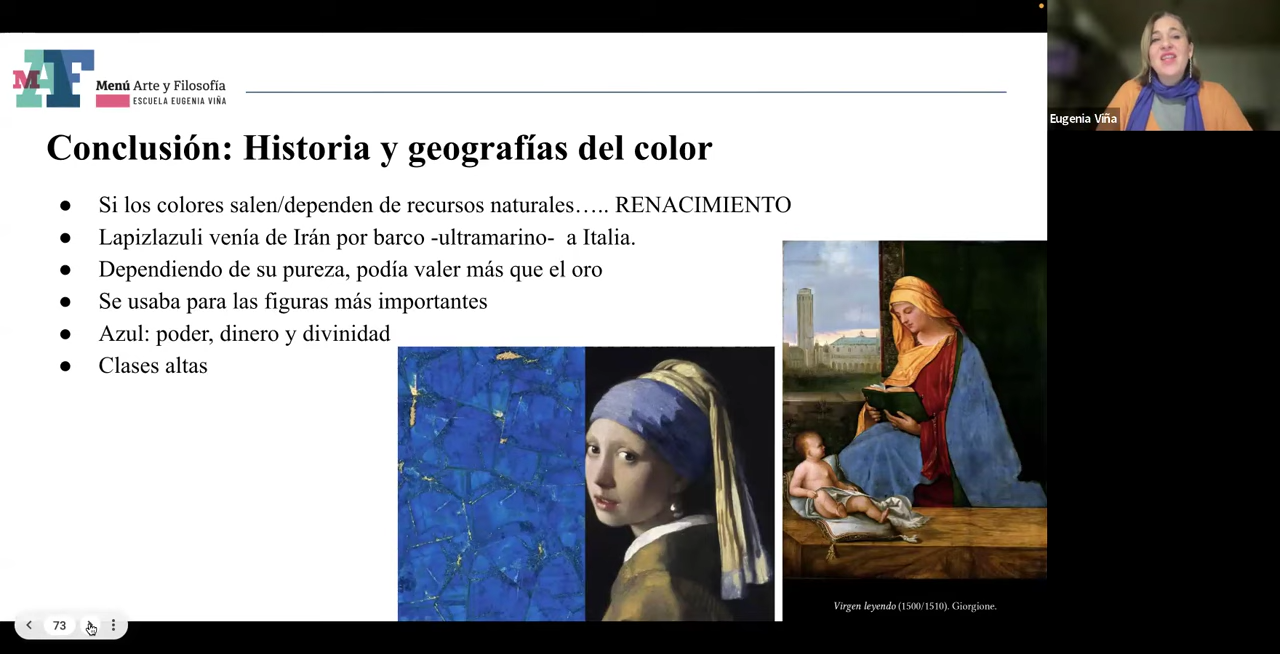 MAF
Menú Arte y Filosofía
ESCUELA EUGENIA VIÑA
Eugenia Viña
Conclusión: Historia y geografías del color
● Si los colores salen/dependen de recursos naturales….. RENACIMIENTO
● Lapizlazuli venía de Irán por barco -ultramarino- a Italia.
● Dependiendo de su pureza, podía valer más que el oro
● Se usaba para las figuras más importantes
● Azul: poder, dinero y divinidad
● Clases altas
Virgen leyendo (1500/1510). Giorgione.
73